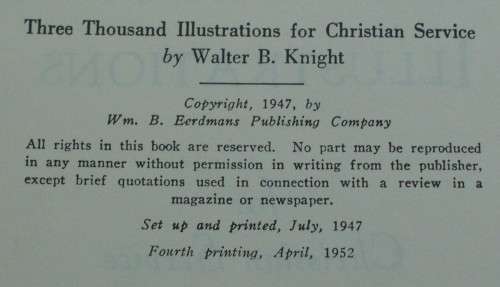 Three Thousand Illustrations for Christian Service
by Walter B. Knight
Copyright, 1947, by
Wm. B. Eerdmans Publishing Company
All rights in this book are reserved. No part may be reproduced
in any manner without permission in writing from the publisher,
except brief quotations used in connection with a review in a
magazine or newspaper.
Set up and printed, July, 1947
Fourth printing, April, 1952